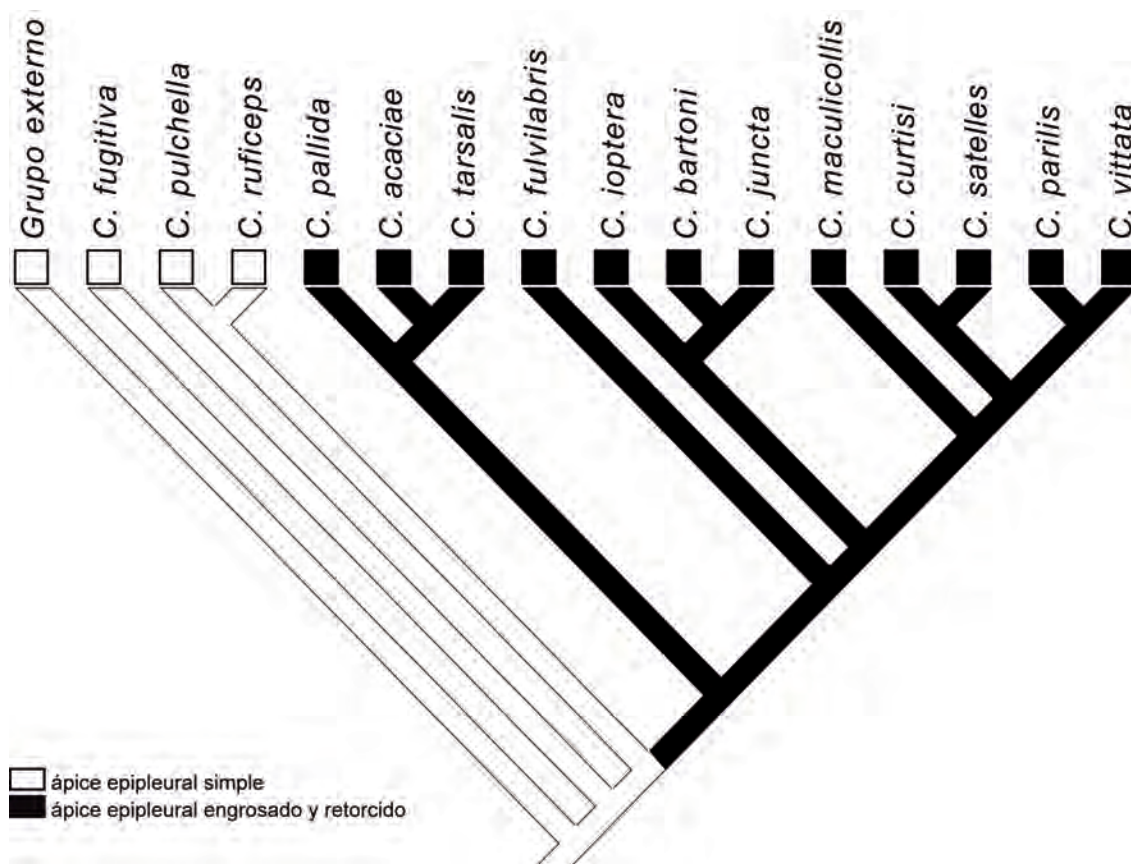 Grupo externo
C. fugitiva
C. pulchella
C. ruficeps
C. pallida
C. acaciae
C. tarsalis
C. fulvilabris
C. ioptera
C. bartoni
C. juncta
C. maculicollis
C. curtisi
C. satelles
C. parilis
C. vittata
ápice epipleural simple
ápice epipleural engrosado y retorcido